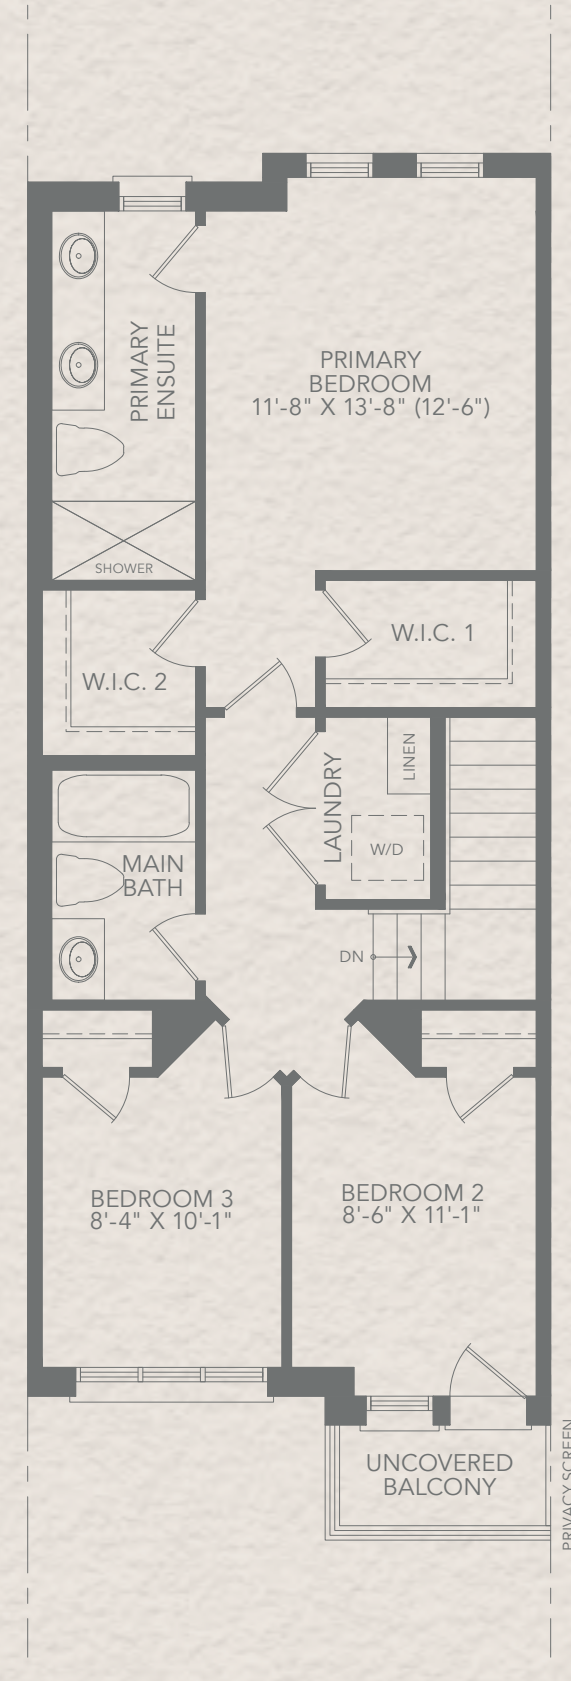 PRIMARY
ENSUITE
PRIMARY
BEDROOM
11'-8" X 13'-8" (12'-6")
SHOWER
W.I.C. 1
W.I.C. 2
LINEN
LAUNDRY
W/D
MAIN
BATH
DN
BEDROOM 3
8'-4" X 10'-1"
BEDROOM 2
8'-6" X 11'-1"
UNCOVERED
BALCONY
PRIVACY SCREEN